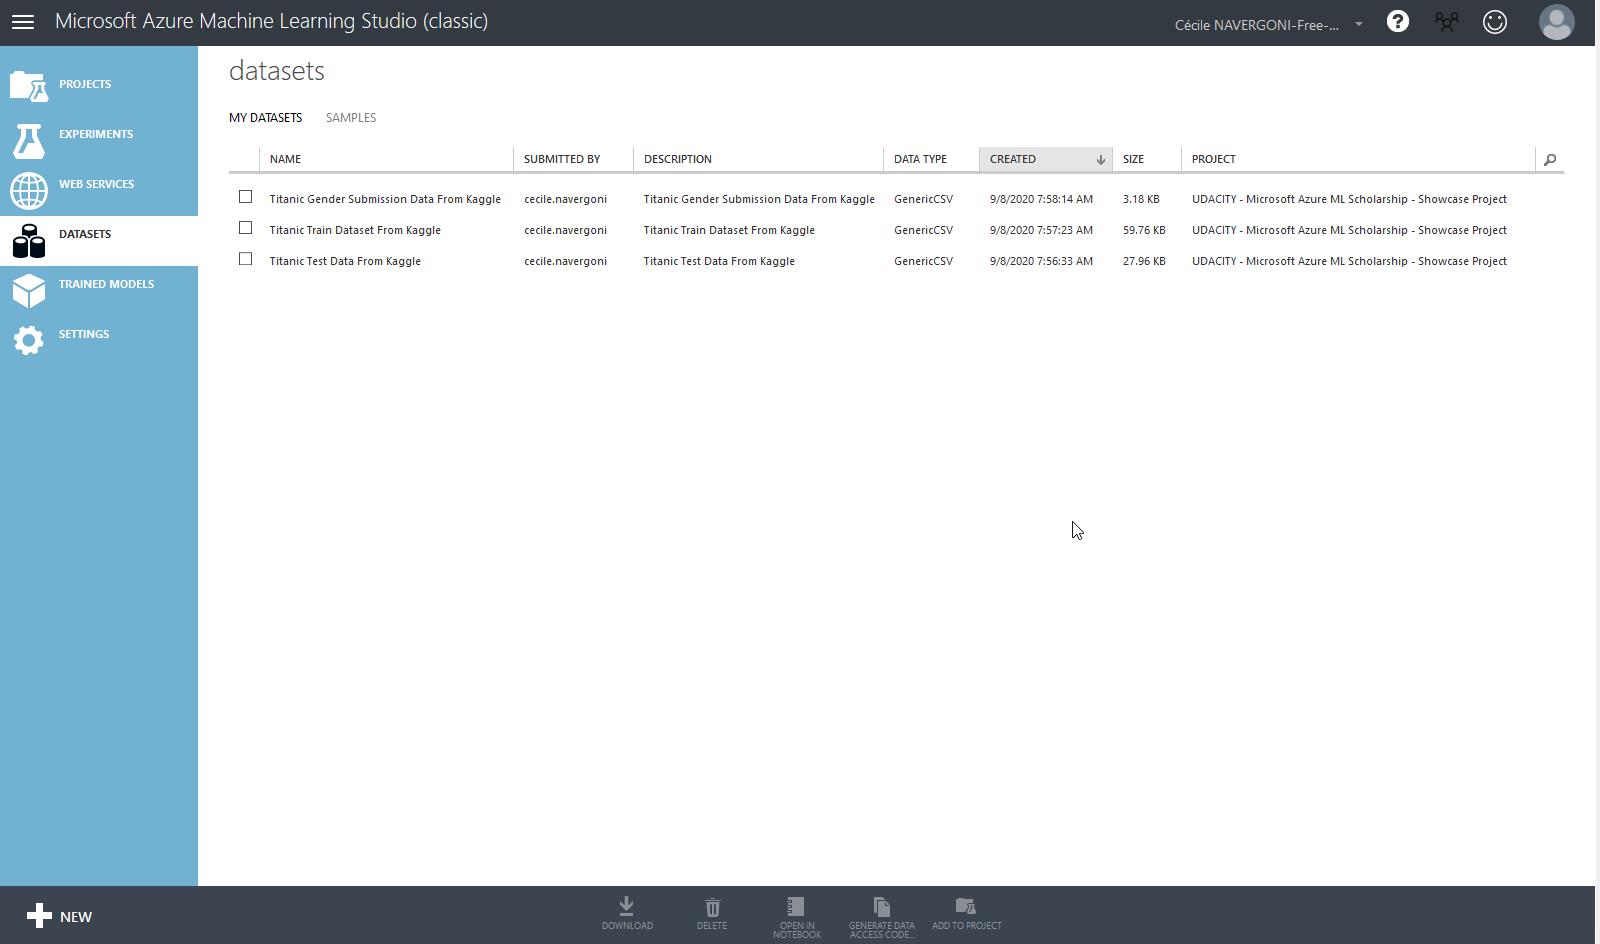 Microsoft Azure Machine Learning Studio (classic)
Cécile NAVERGONI-Free-...
?
PROJECTS
EXPERIMENTS
WEB SERVICES
DATASETS
TRAINED MODELS
SETTINGS
datasets
MY DATASETS SAMPLES
NAME SUBMITTED BY DESCRIPTION DATA TYPE CREATED SIZE PROJECT
Titanic Gender Submission Data From Kaggle cecile.navergoni Titanic Gender Submission Data From Kaggle GenericCSV 9/8/2020 7:58:14 AM 3.18 KB UDACITY - Microsoft Azure ML Scholarship - Showcase Project
Titanic Train Dataset From Kaggle cecile.navergoni Titanic Train Dataset From Kaggle GenericCSV 9/8/2020 7:57:23 AM 59.76 KB UDACITY - Microsoft Azure ML Scholarship - Showcase Project
Titanic Test Data From Kaggle cecile.navergoni Titanic Test Data From Kaggle GenericCSV 9/8/2020 7:56:33 AM 27.96 KB UDACITY - Microsoft Azure ML Scholarship - Showcase Project
NEW
DOWNLOAD
DELETE
OPEN IN
NOTEBOOK
GENERATE DATA
ACCESS CODE...
ADD TO PROJECT